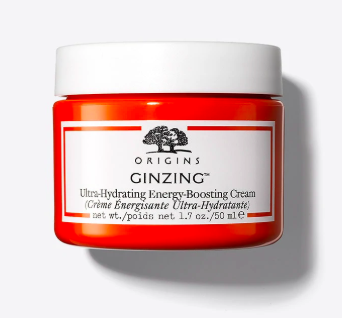 ORIGINS
GINZING™
Ultra-Hydrating Energy-Boosting Cream
(Crème Énergisante Ultra-Hydratante)
net wt./poids net 1.7 oz./50 ml℮